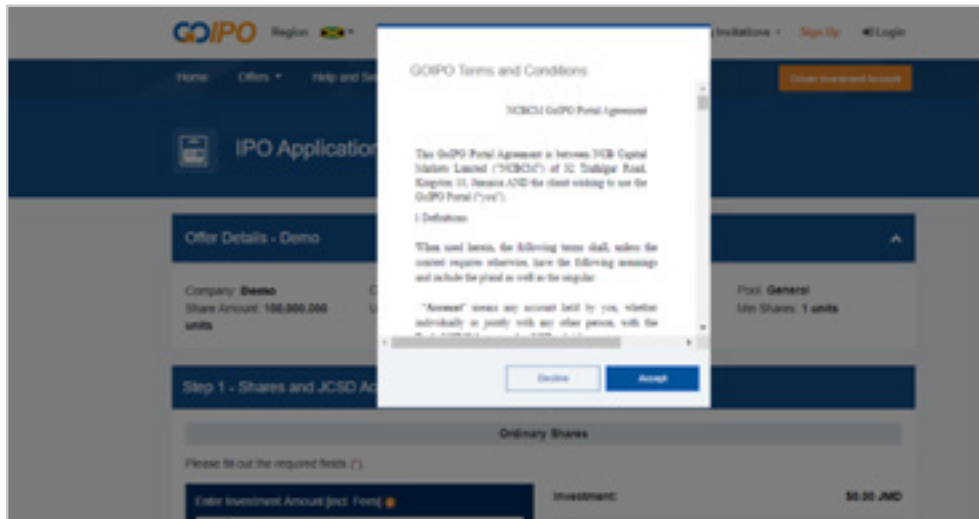 GOIPO Region Invitations Sign Up Login
Home Offers Help and Create Investment Account
IPO Application
GOIPO Terms and Conditions
NCBCM GoIPO Portal Agreement
This GoIPO Portal Agreement is between NCB Capital
Markets Limited ("NCBCM") of 32 Trafalgar Road,
Kingston 10, Jamaica AND the client wishing to use the
GoIPO Portal ("you").
1 Definitions
When used herein, the following terms shall, unless the
context requires otherwise, have the following meanings
and include the plural as well as the singular:
"Account" means any account held by you, whether
individually or jointly with any other person, with the
Decline Accept
Offer Details - Demo
Company: Demo
Share Amount: 100,000,000
units
Pool: General
Min Shares: 1 units
Step 1 - Shares and JCSD
Ordinary Shares
Please fill out the required fields (*).
Enter Investment Amount [incl. Fees]
Investment: $0.00 JMD